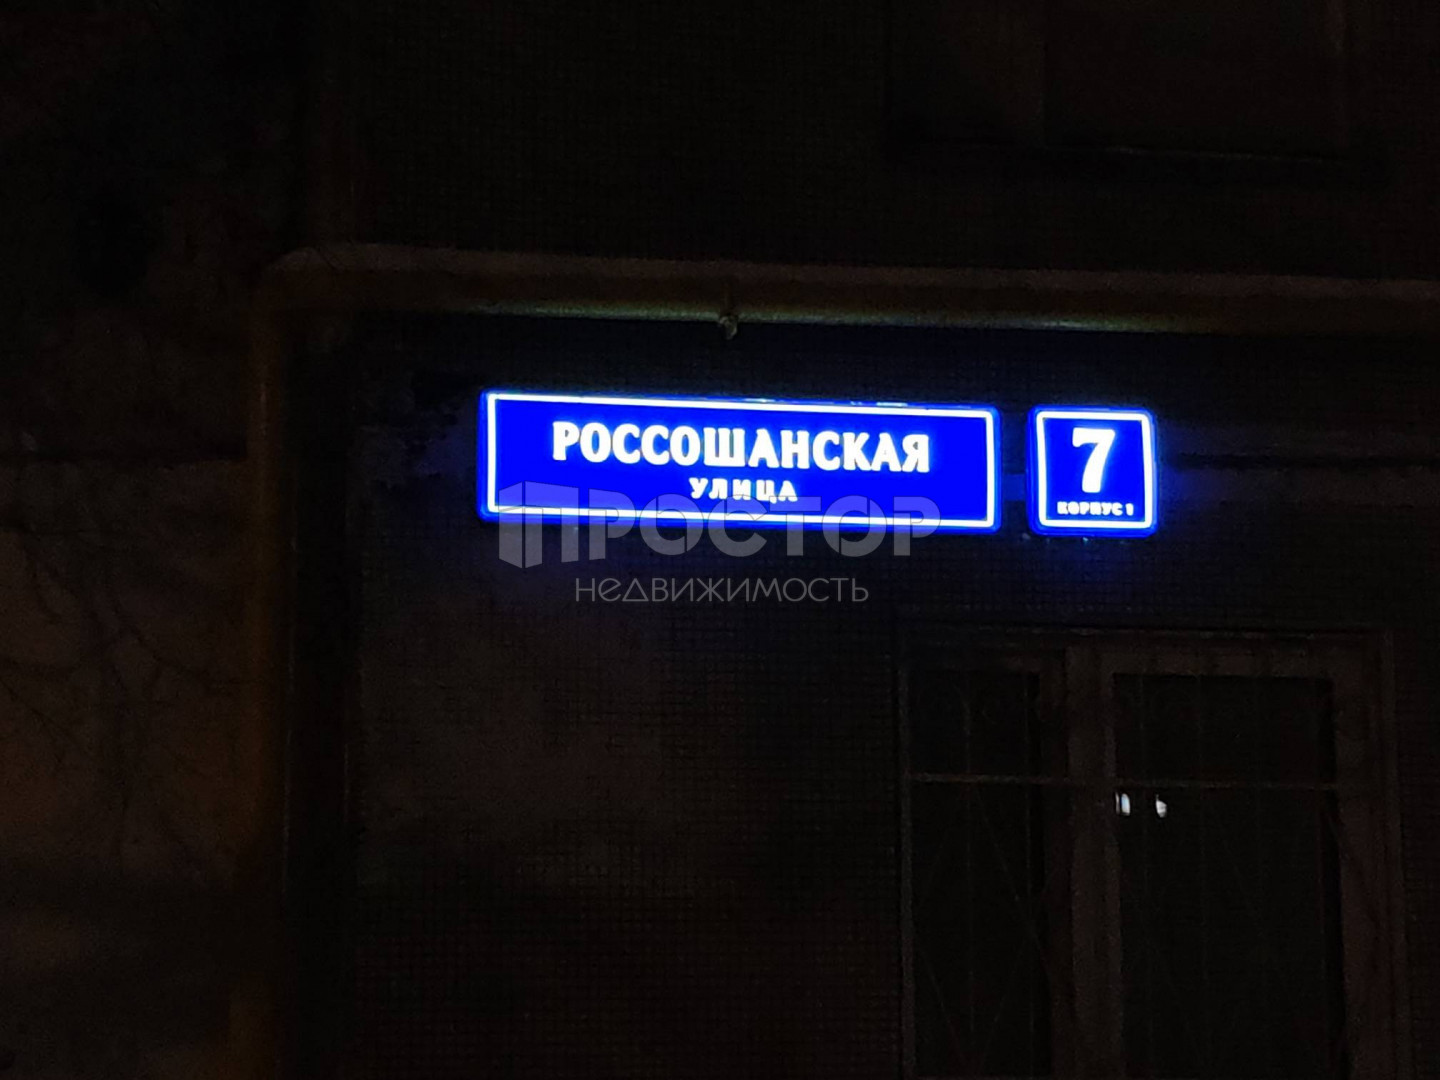 РОССОШАНСКАЯ
УЛИЦА
7
КОРПУС 1
ПРОСТОР
НЕДВИЖИМОСТЬ